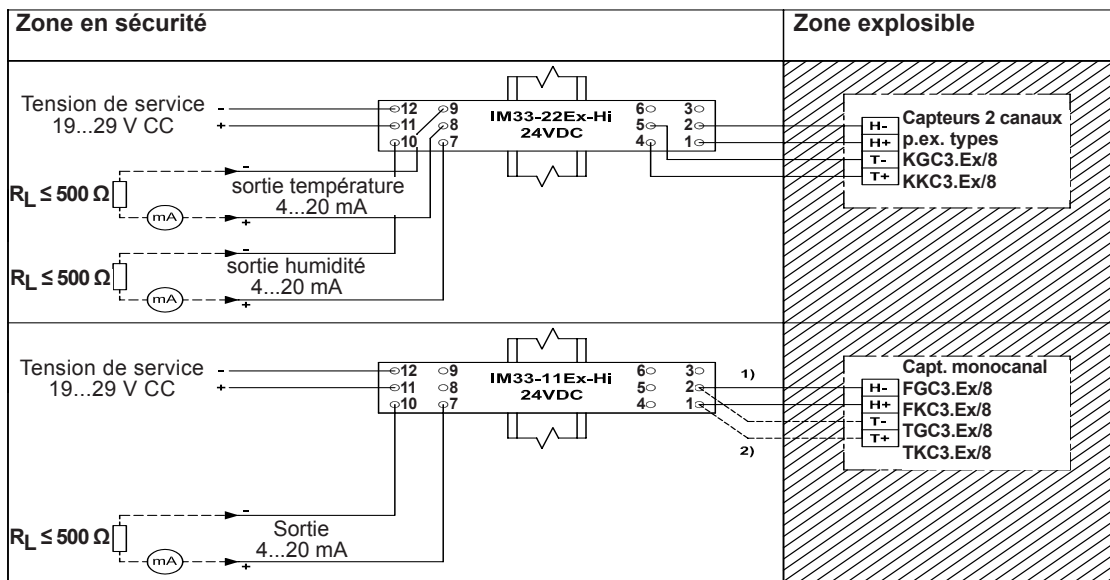 Zone en sécurité
Zone explosible
Tension de service -
19...29 V CC +
12 9
11 8
10 7
IM33-22Ex-Hi
24VDC
6 3
5 2
4 1
H-
H+
T-
T+
Capteurs 2 canaux
p.ex. types
KGC3.Ex/8
KKC3.Ex/8
-
RL ≤ 500 Ω
sortie température
4...20 mA
mA
+
-
RL ≤ 500 Ω
sortie humidité
4...20 mA
mA
+
Tension de service -
19...29 V CC +
12 9
11 8
10 7
IM33-11Ex-Hi
24VDC
6 3
5 2
4 1
1)
2)
H-
H+
T-
T+
Capt. monocanal
FGC3.Ex/8
FKC3.Ex/8
TGC3.Ex/8
TKC3.Ex/8
-
RL ≤ 500 Ω
Sortie
4...20 mA
mA
+